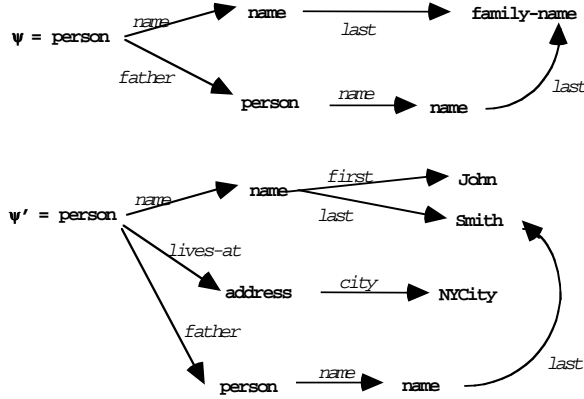 name name last family-name
ψ = person
father person name name last
name name first John
ψ’ = person last Smith
lives-at
address city NYCity
father
person name name last